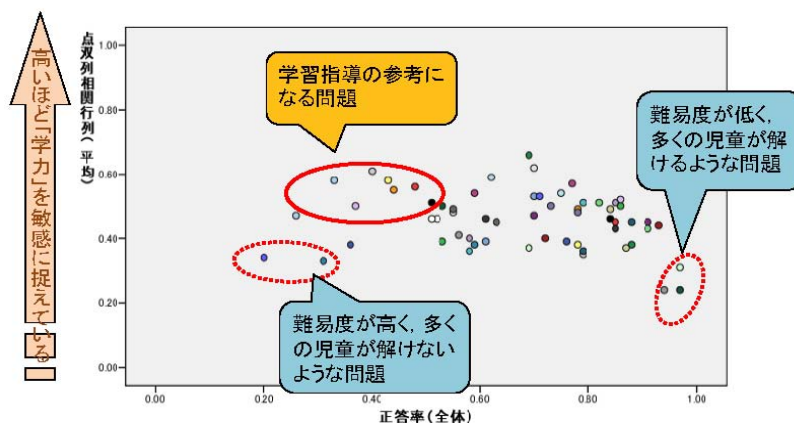 高いほど「学力」を敏感に捉えている!
点双列相関行列(平均)
1.00
0.80
0.60
0.40
0.20
0.00
学習指導の参考に
なる問題
難易度が低く,
多くの児童が解
けるような問題
難易度が高く,多く
の児童が解けない
ような問題
0.00
0.20
0.40
0.60
0.80
1.00
正答率(全体)